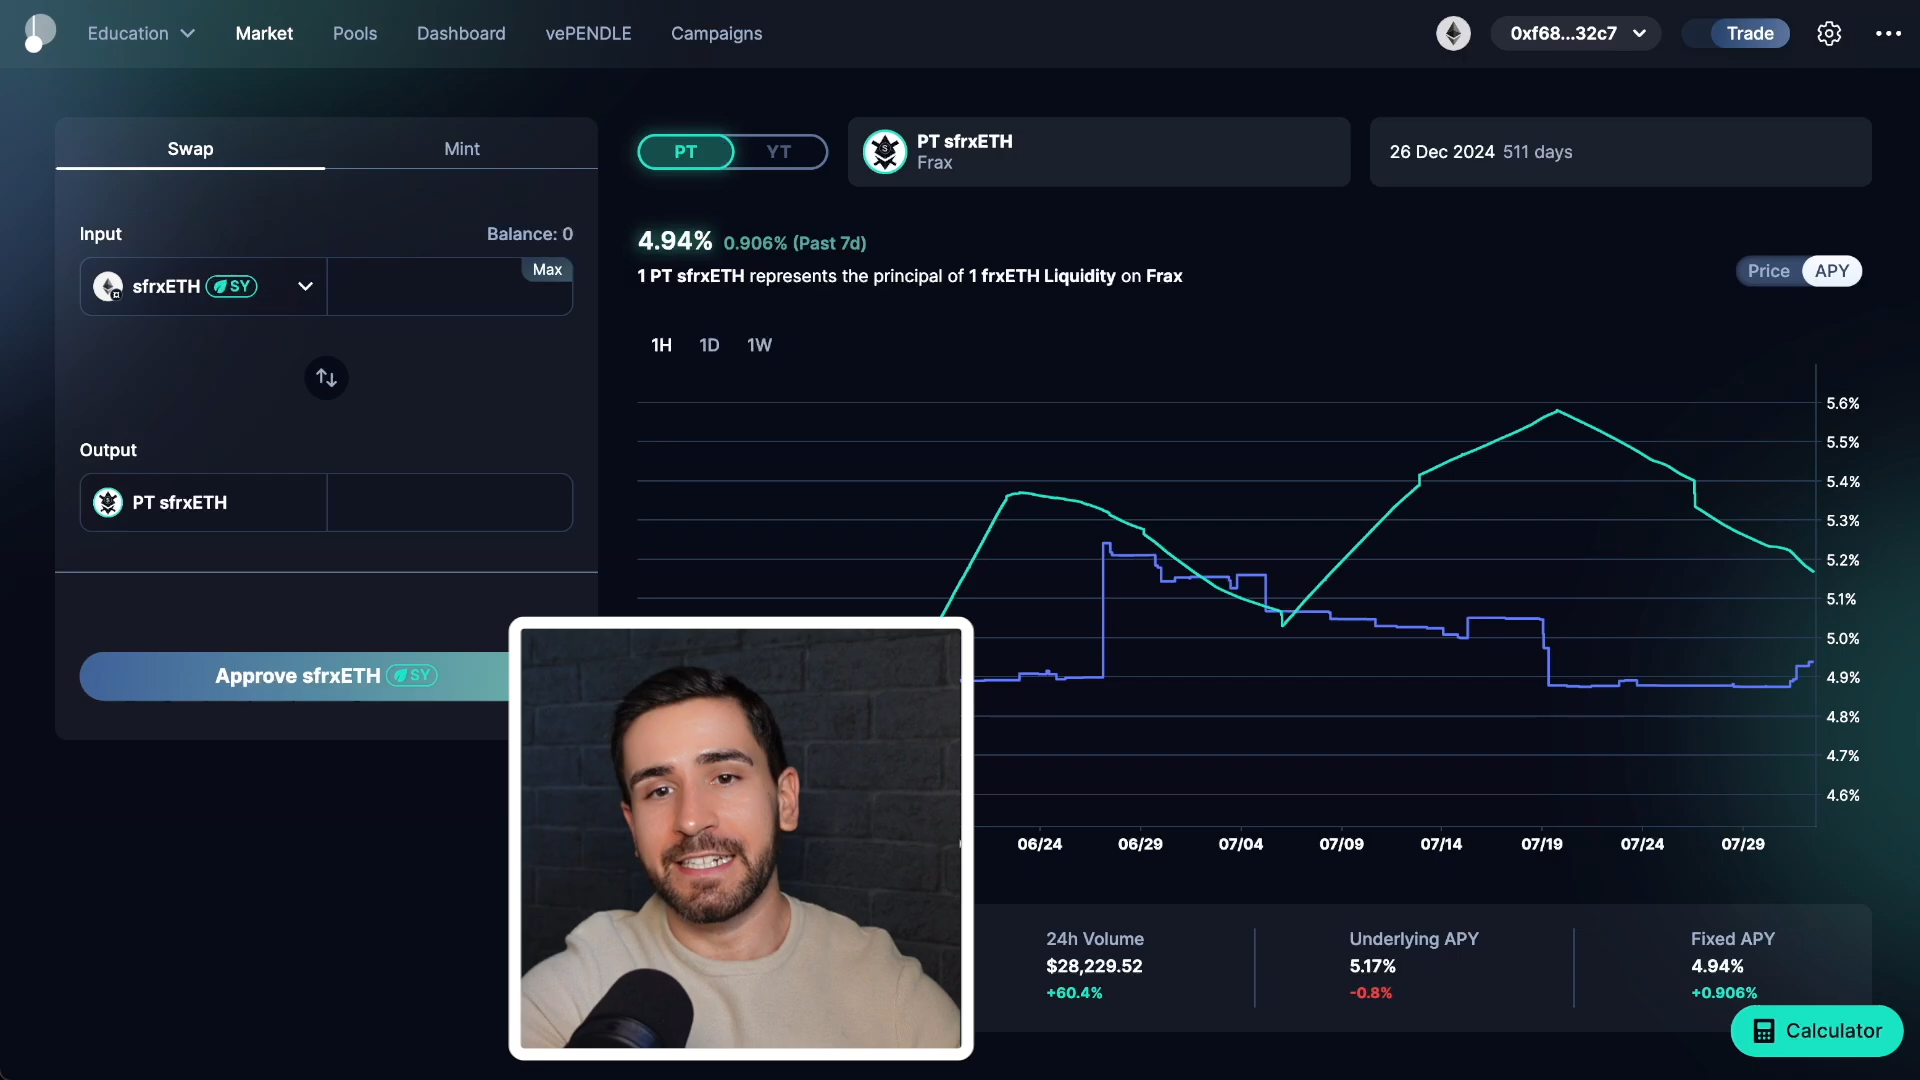 Education
Market
Pools
Dashboard
vePENDLE
Campaigns
0xf68...32c7
Trade
Swap
Mint
Input
Balance: 0
sfrxETH SY
Max
Output
PT sfrxETH
Approve sfrxETH SY
PT
YT
PT sfrxETH
Frax
26 Dec 2024 511 days
4.94% 0.906% (Past 7d)
1 PT sfrxETH represents the principal of 1 frxETH Liquidity on Frax
Price
APY
1H
1D
1W
5.6%
5.5%
5.4%
5.3%
5.2%
5.1%
5.0%
4.9%
4.8%
4.7%
4.6%
06/24
06/29
07/04
07/09
07/14
07/19
07/24
07/29
24h Volume
$28,229.52
+60.4%
Underlying APY
5.17%
-0.8%
Fixed APY
4.94%
+0.906%
Calculator